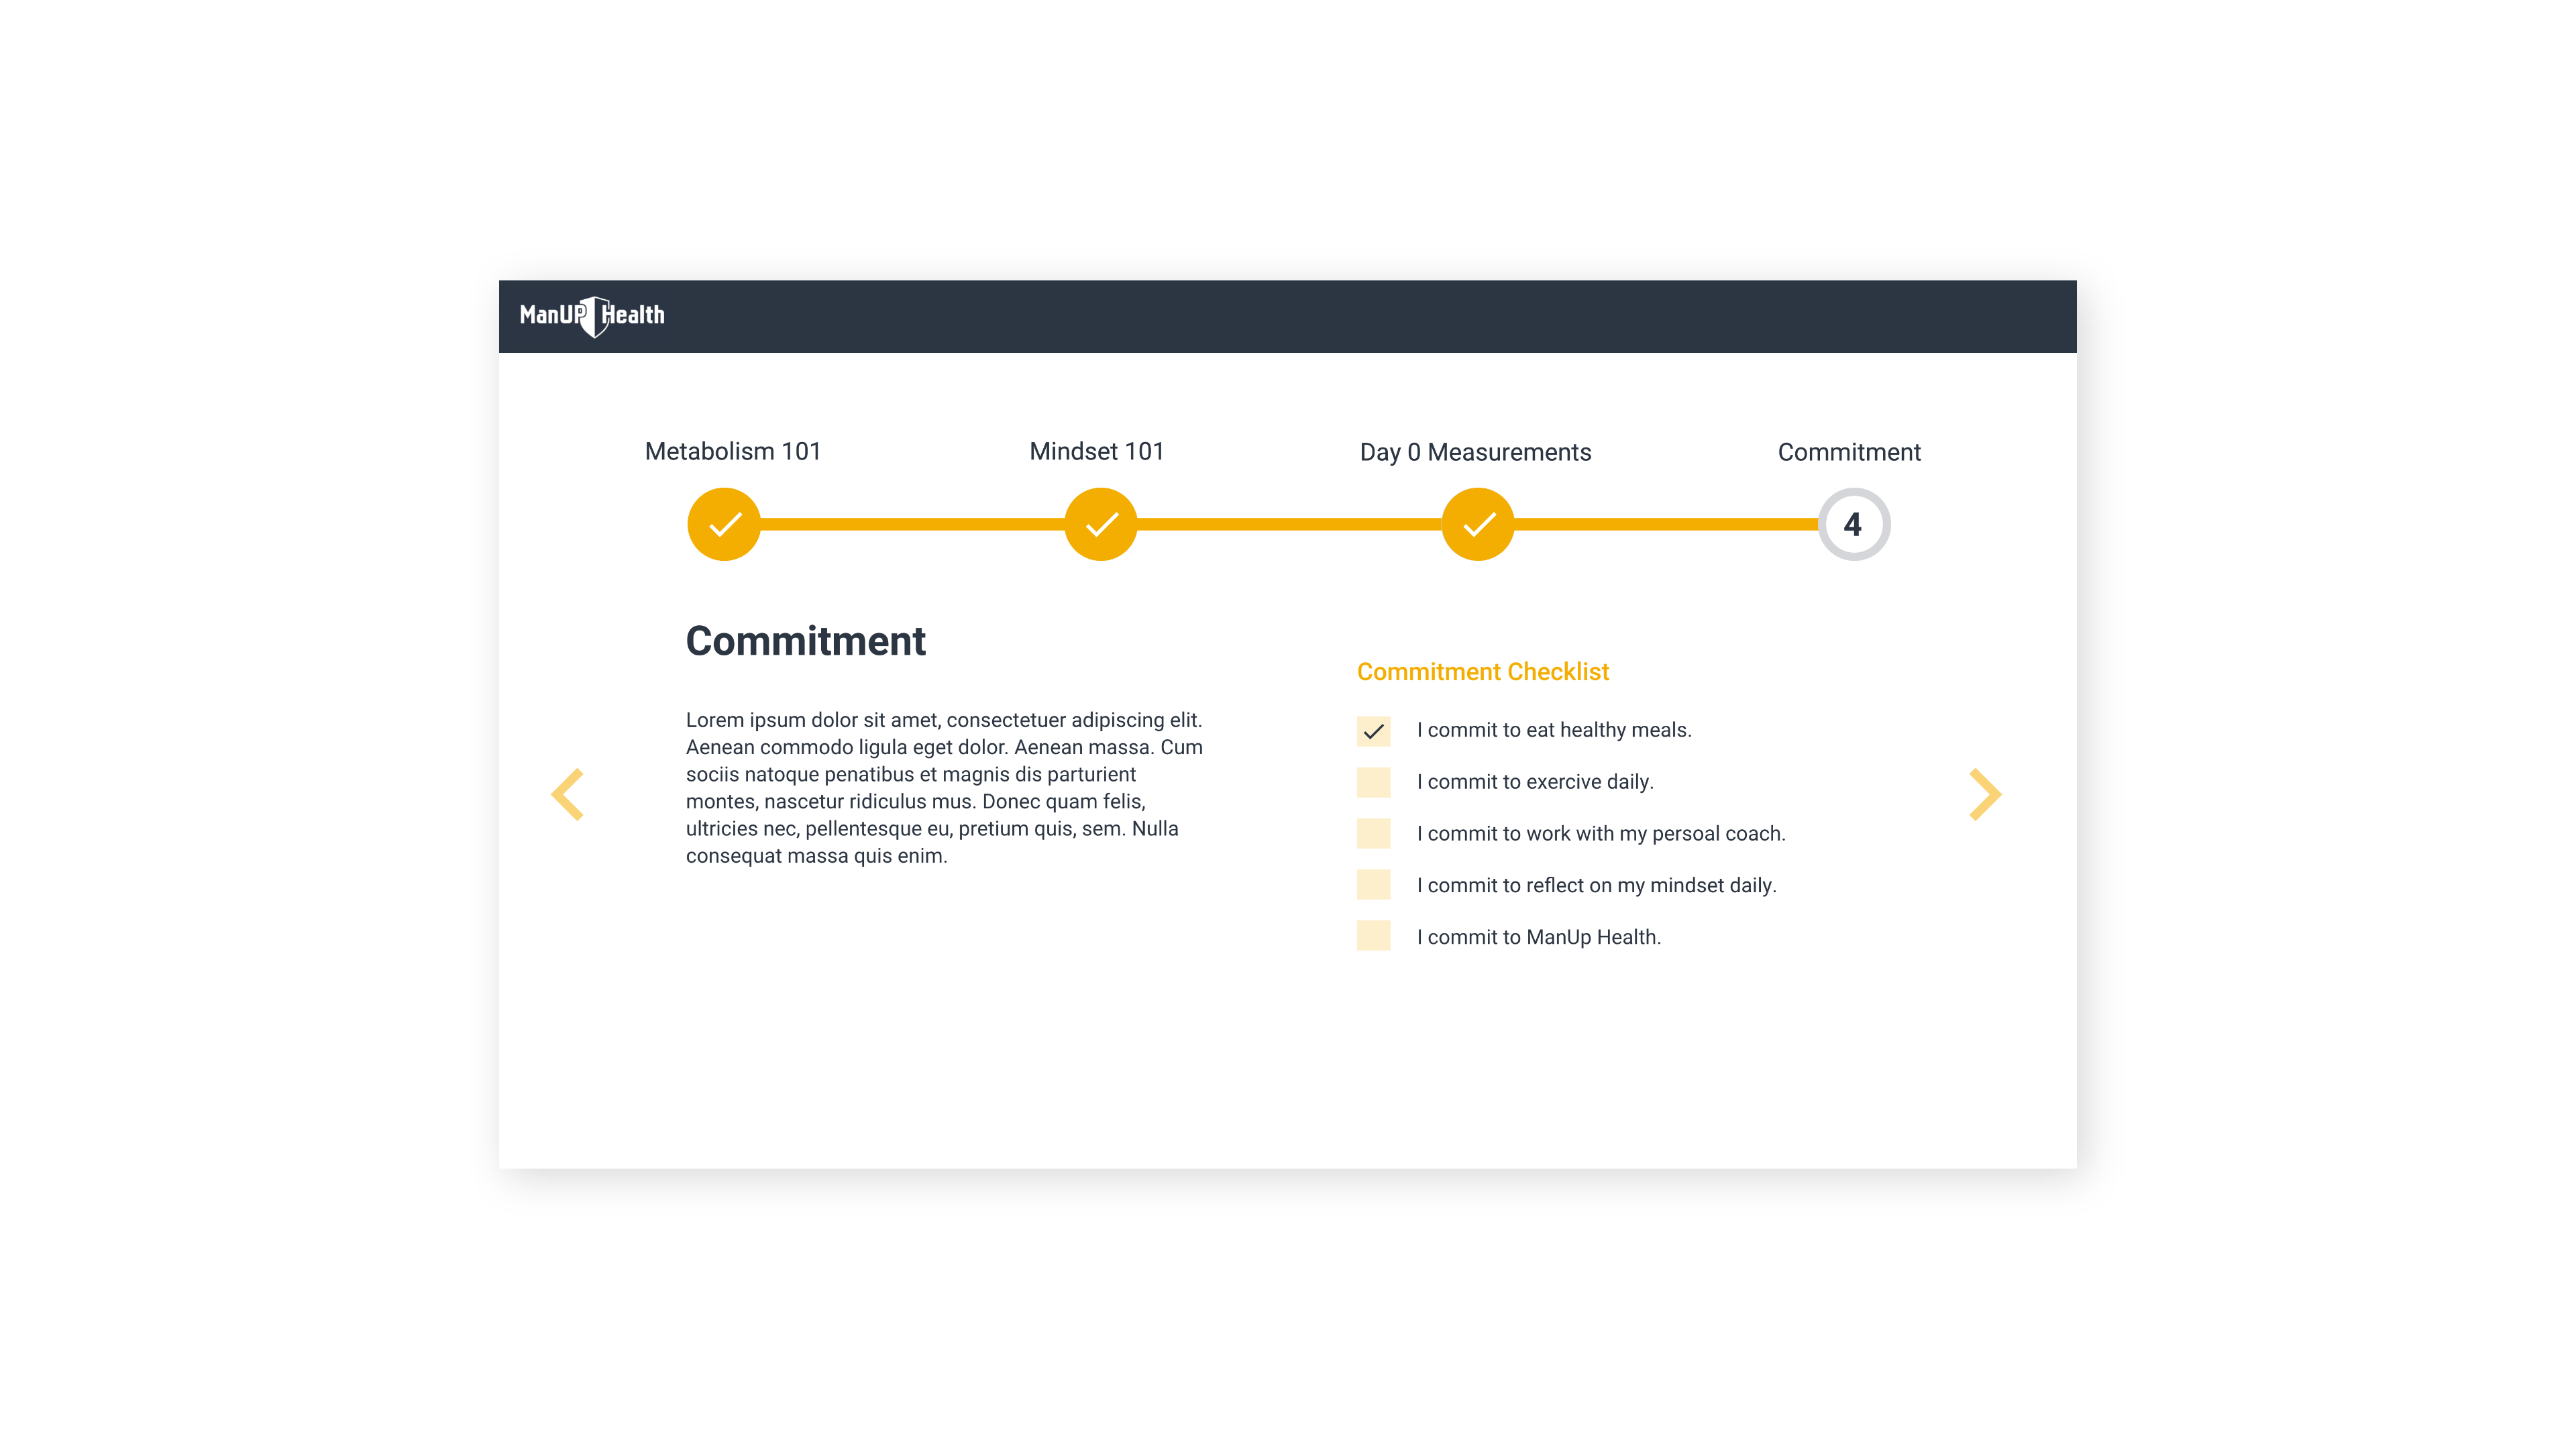 ManUP Health
Metabolism 101
Mindset 101
Day 0 Measurements
Commitment
4
Commitment
Lorem ipsum dolor sit amet, consectetuer adipiscing elit.
Aenean commodo ligula eget dolor. Aenean massa. Cum
sociis natoque penatibus et magnis dis parturient
montes, nascetur ridiculus mus. Donec quam felis,
ultricies nec, pellentesque eu, pretium quis, sem. Nulla
consequat massa quis enim.
Commitment Checklist
I commit to eat healthy meals.
I commit to exercive daily.
I commit to work with my persoal coach.
I commit to reflect on my mindset daily.
I commit to ManUp Health.